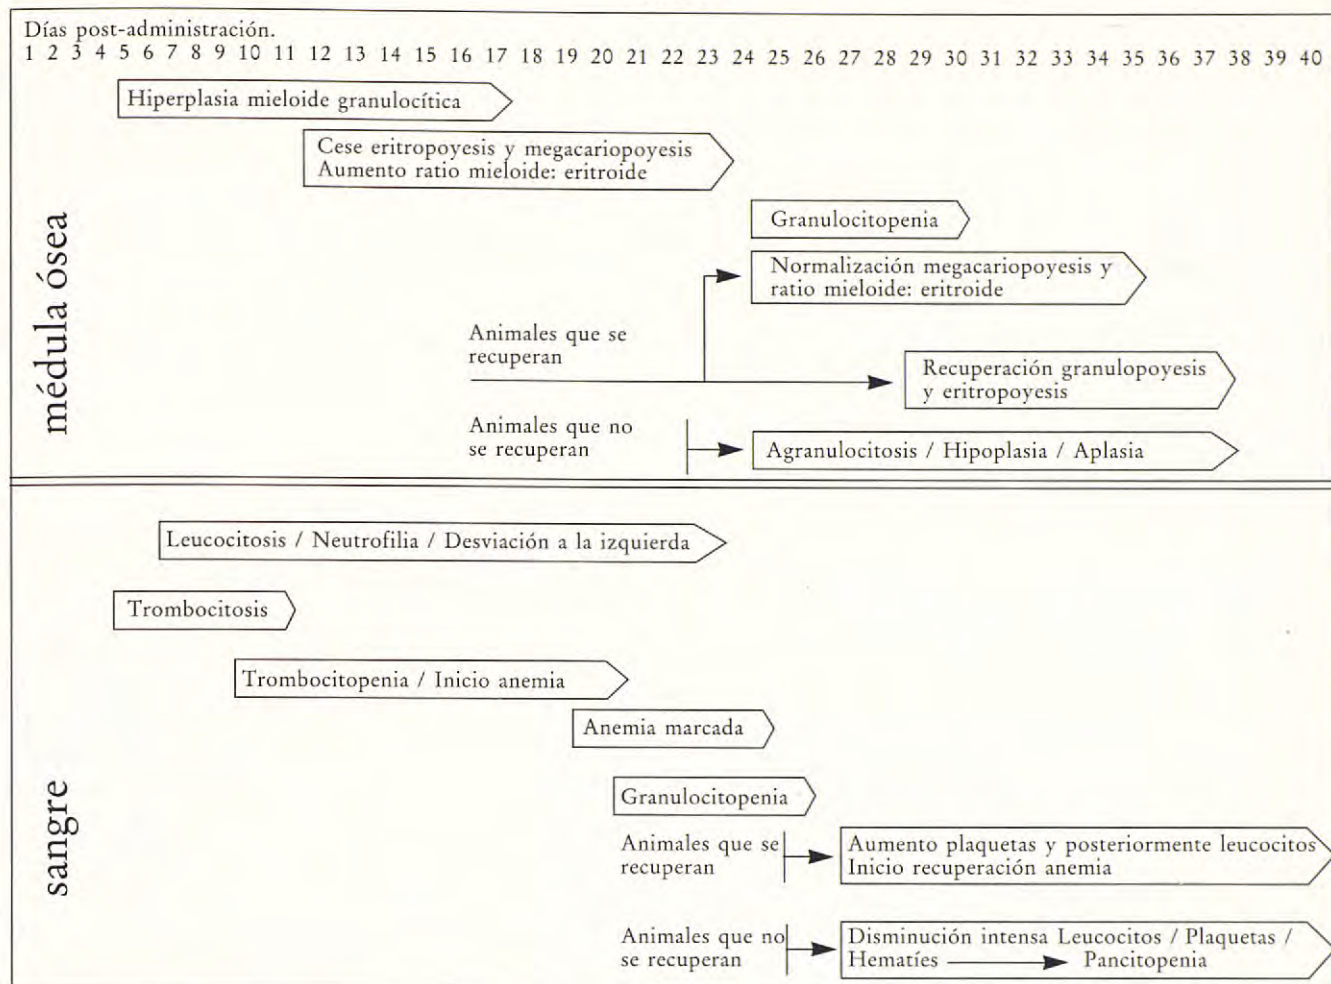 Días post-administración.
1 2 3 4 5 6 7 8 9 10 11 12 13 14 15 16 17 18 19 20 21 22 23 24 25 26 27 28 29 30 31 32 33 34 35 36 37 38 39 40
médula ósea
Hiperplasia mieloide granulocítica
Cese eritropoyesis y megacariopoyesis
Aumento ratio mieloide: eritroide
Granulocitopenia
Normalización megacariopoyesis y
ratio mieloide: eritroide
Animales que se
recuperan
Recuperación granulopoyesis
y eritropoyesis
Animales que no
se recuperan
Agranulocitosis / Hipoplasia / Aplasia
sangre
Leucocitosis / Neutrofilia / Desviación a la izquierda
Trombocitosis
Trombocitopenia / Inicio anemia
Anemia marcada
Granulocitopenia
Animales que se
recuperan
Aumento plaquetas y posteriormente leucocitos
Inicio recuperación anemia
Animales que no
se recuperan
Disminución intensa Leucocitos / Plaquetas /
Hematíes Pancitopenia